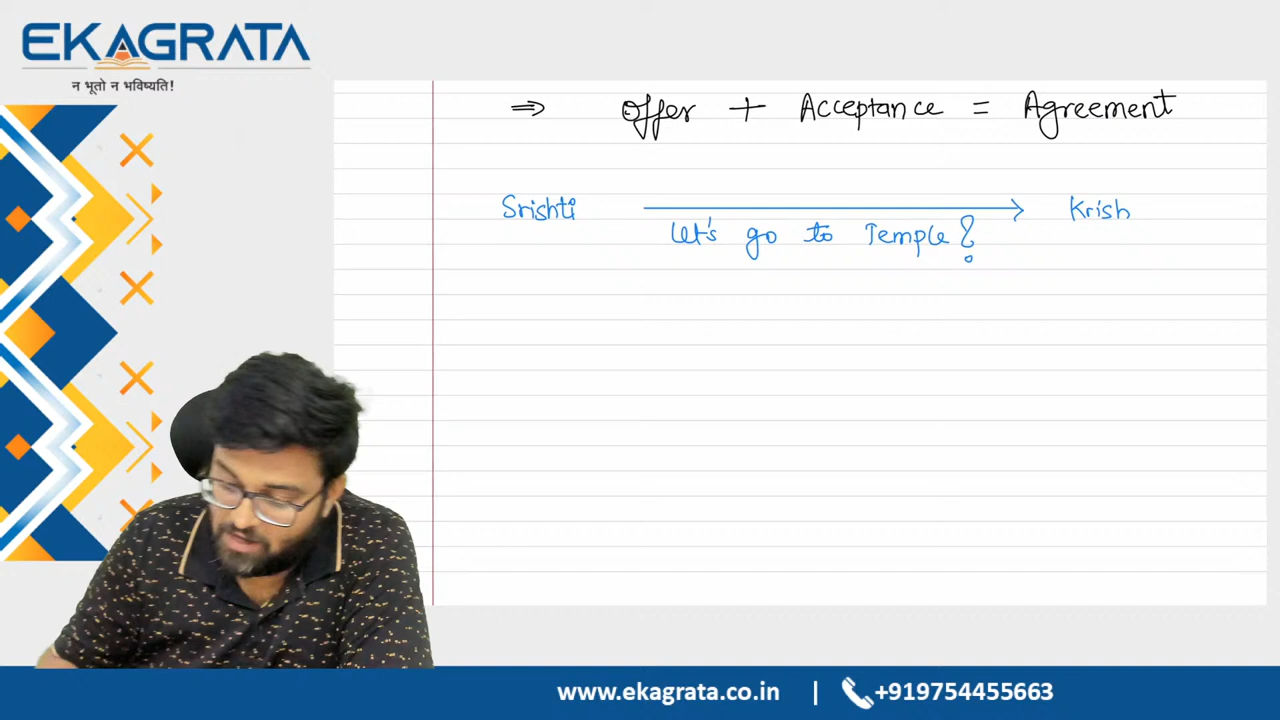 EKAGRATA
न भूतो न भविष्यति!
⇒ Offer + Acceptance = Agreement
Srishti → Krish
Let's go to Temple?
www.ekagrata.co.in | +919754455663